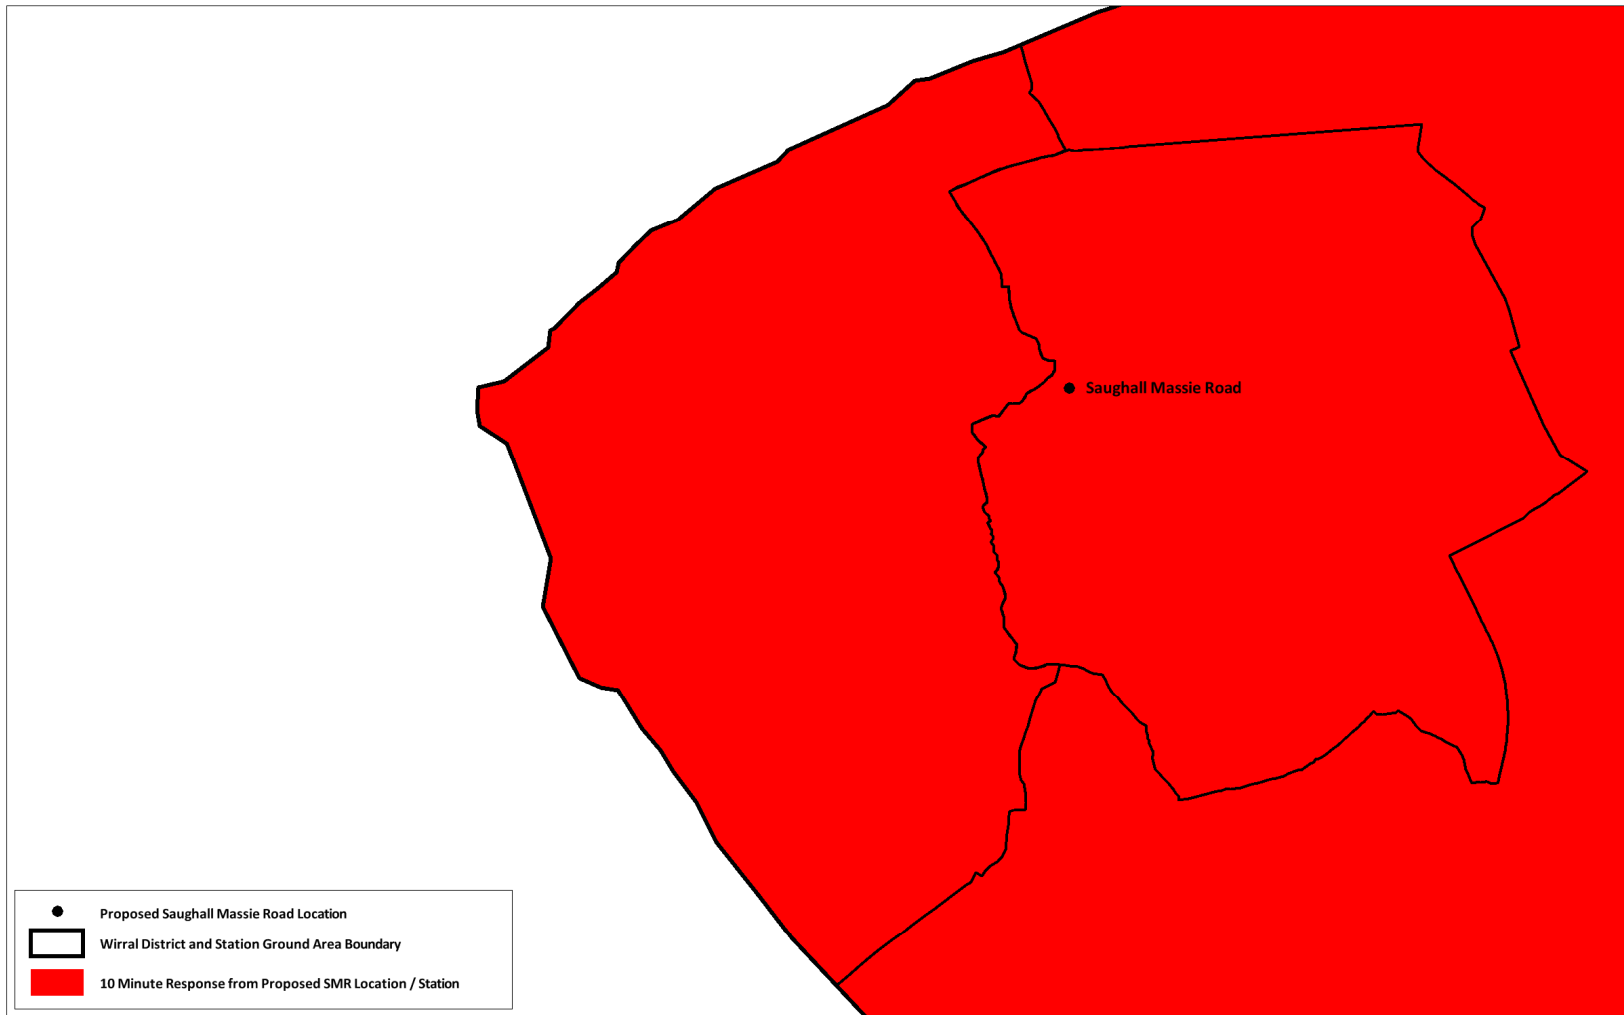 Saughall Massie Road
Proposed Saughall Massie Road Location
Wirral District and Station Ground Area Boundary
10 Minute Response from Proposed SMR Location / Station